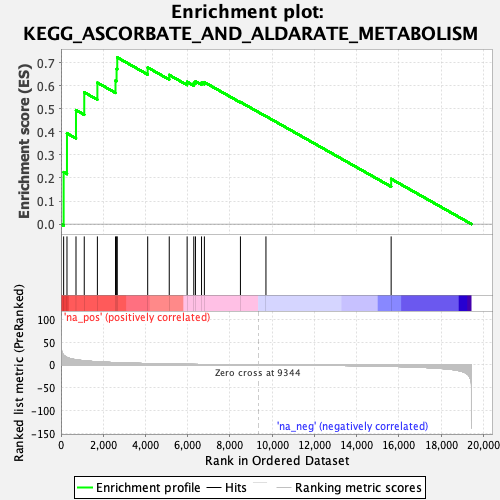 Enrichment plot:
KEGG_ASCORBATE_AND_ALDARATE_METABOLISM
Enrichment score (ES)
0.7
0.6
0.5
0.4
0.3
0.2
0.1
0.0
'na_pos' (positively correlated)
Ranked list metric (PreRanked)
100
50
0
-50
-100
-150
Zero cross at 9344
'na_neg' (negatively correlated)
0 2,000 4,000 6,000 8,000 10,000 12,000 14,000 16,000 18,000 20,000
Rank in Ordered Dataset
Enrichment profile Hits Ranking metric scores